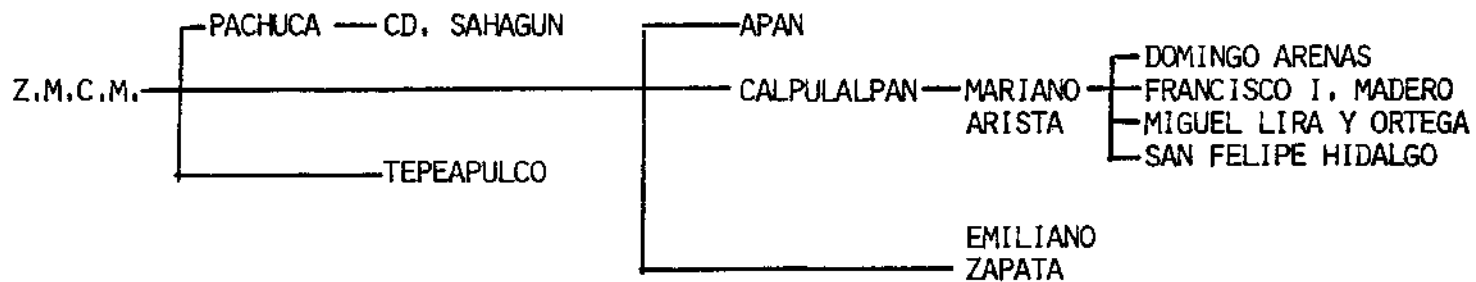 PACHUCA CD. SAHAGUN APAN
DOMINGO ARENAS
Z.M.C.M. CALPULALPAN MARIANO FRANCISCO I. MADERO
ARISTA MIGUEL LIRA Y ORTEGA
SAN FELIPE HIDALGO
TEPEAPULCO
EMILIANO
ZAPATA